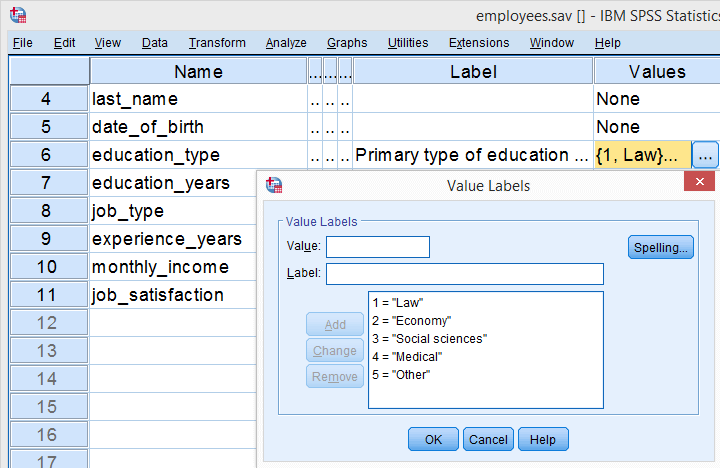 employees.sav [] - IBM SPSS Statistic
File Edit View Data Transform Analyze Graphs Utilities Extensions Window Help
Name ... ... ... Label Values
4 last_name .. .. .. None
5 date_of_birth .. .. .. None
6 education_type .. .. .. Primary type of education ... {1, Law}... ...
7 education_years
8 job_type
9 experience_years
10 monthly_income
11 job_satisfaction
12
13
14
15
16
17
Value Labels
Value Labels
Value:
Spelling...
Label:
1 = "Law"
2 = "Economy"
3 = "Social sciences"
4 = "Medical"
5 = "Other"
Add
Change
Remove
OK Cancel Help